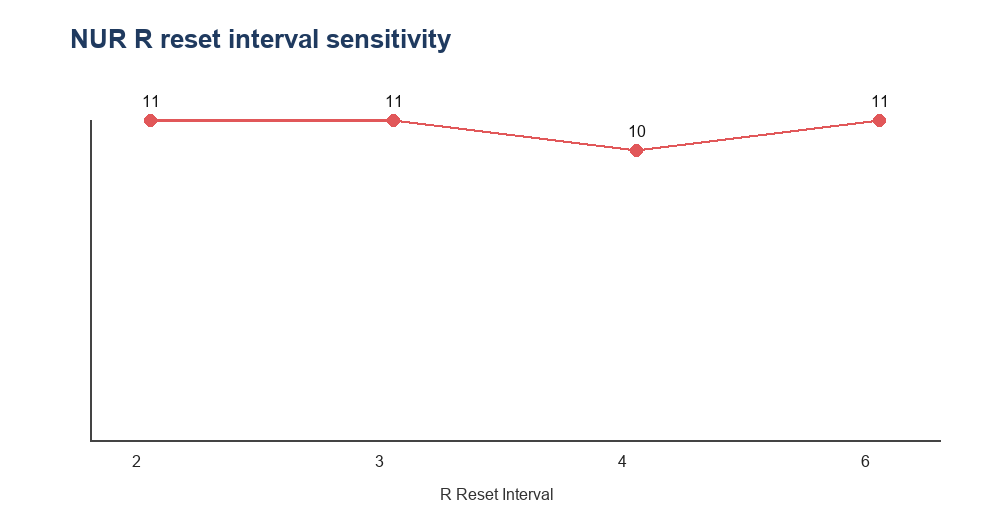 NUR R reset interval sensitivity
11 11 10 11
2 3 4 6
R Reset Interval